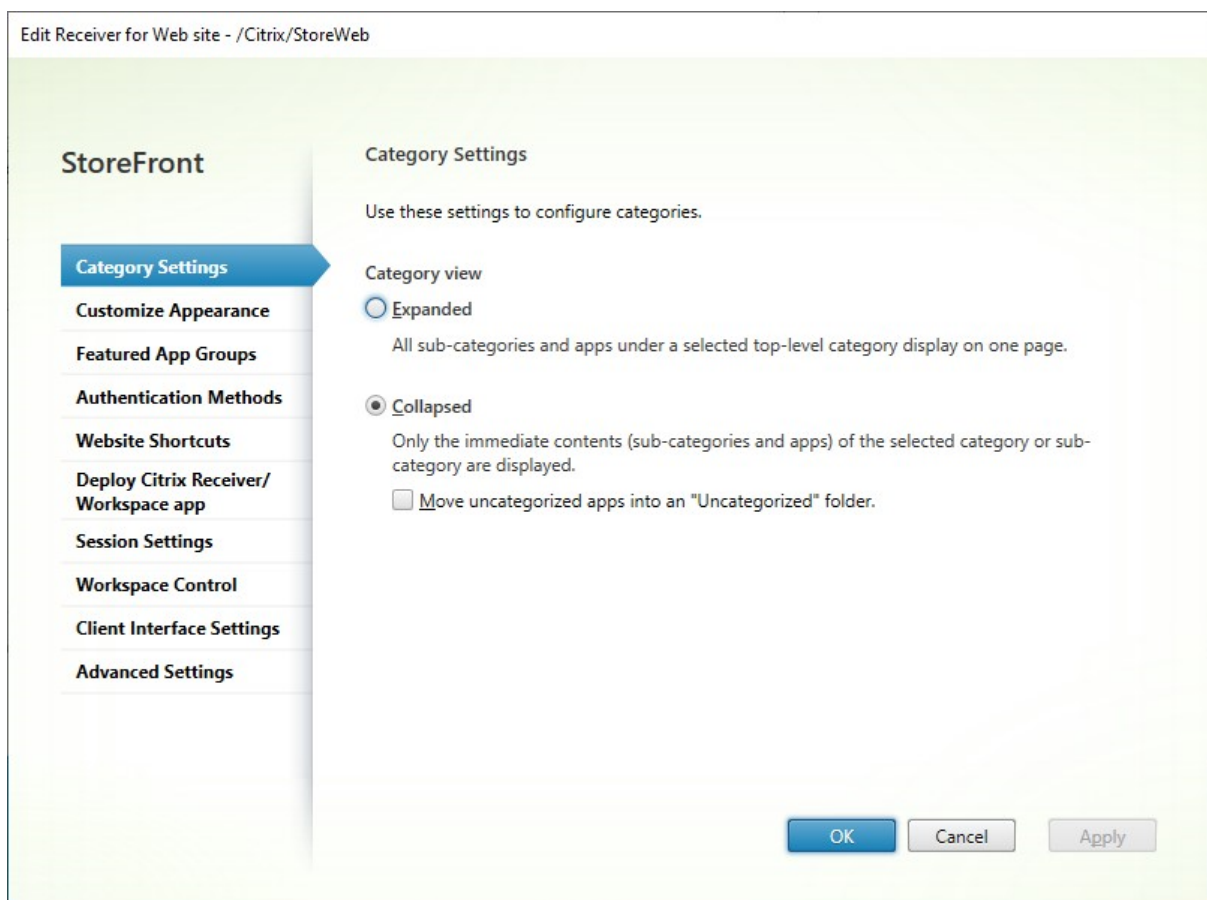 Edit Receiver for Web site - /Citrix/StoreWeb
StoreFront
Category Settings
Customize Appearance
Featured App Groups
Authentication Methods
Website Shortcuts
Deploy Citrix Receiver/
Workspace app
Session Settings
Workspace Control
Client Interface Settings
Advanced Settings
Category Settings
Use these settings to configure categories.
Category view
Expanded
All sub-categories and apps under a selected top-level category display on one page.
Collapsed
Only the immediate contents (sub-categories and apps) of the selected category or sub-
category are displayed.
Move uncategorized apps into an "Uncategorized" folder.
OK
Cancel
Apply